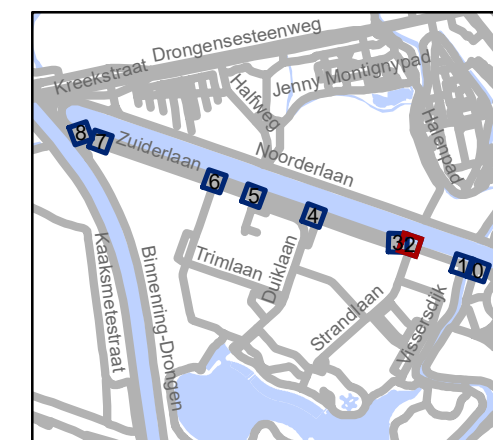 Drongensesteenweg
Kreekstraat
Jenny Montignypad
Halfweg
Halenpad
8
7
Zuiderlaan
Noorderlaan
6
5
4
3
2
1
0
Trimlaan
Duiklaan
Kaaksmetestraat
Binnenring-Drongen
Strandlaan
Vissersdijk